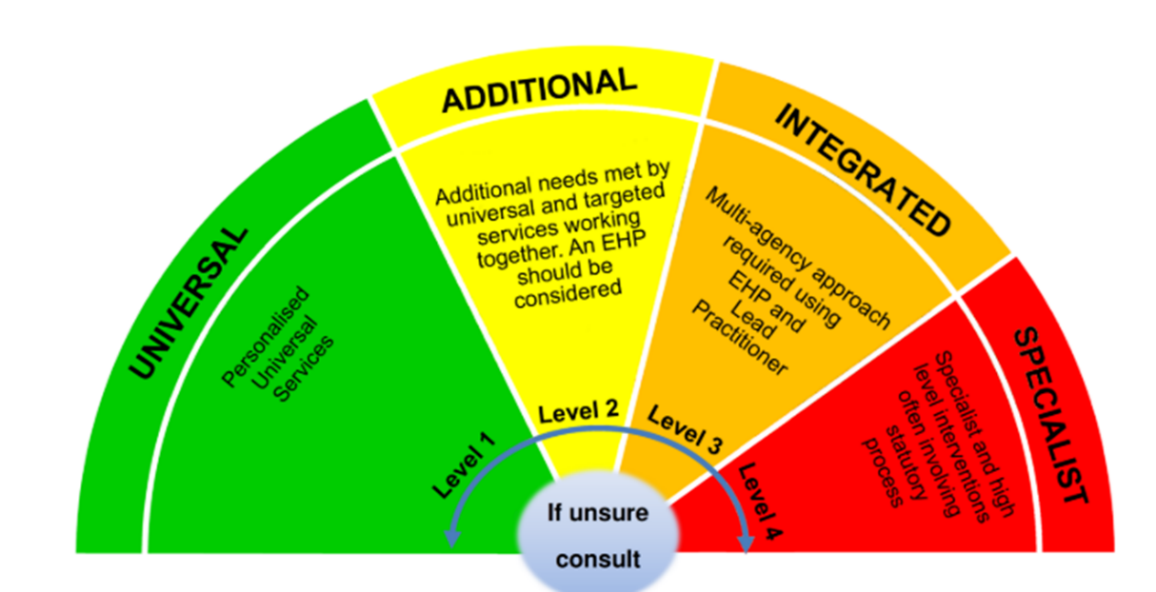 UNIVERSAL
Personalised
Universal
Services
Level 1
ADDITIONAL
Additional needs met by
universal and targeted
services working
together. An EHP
should be
considered
Level 2
INTEGRATED
Multi-agency approach
required using
EHP and
Lead
Practitioner
Level 3
SPECIALIST
Specialist and high
level interventions
often involving
statutory
process
Level 4
If unsure
consult